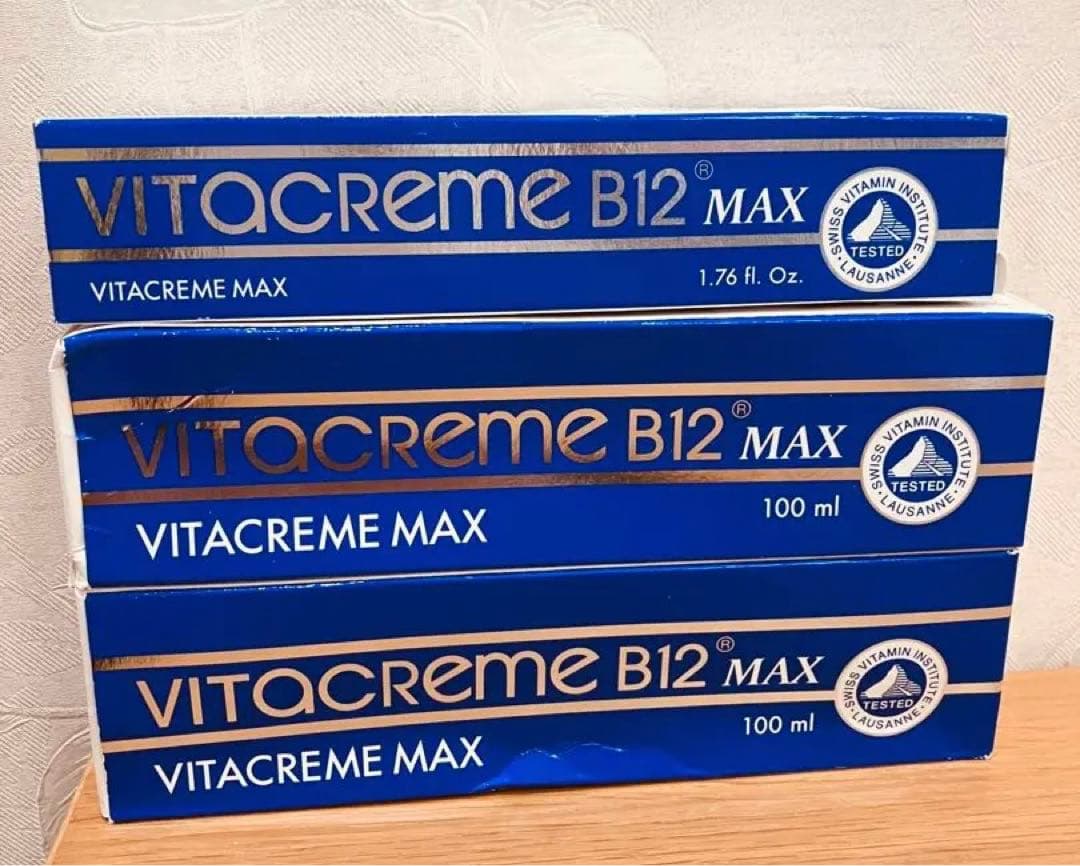 VITACREME B12® MAX
VITACREME MAX
1.76 fl. Oz.
SWISS VITAMIN INSTITUTE
TESTED
LAUSANNE
VITACREME B12® MAX
VITACREME MAX
100 ml
SWISS VITAMIN INSTITUTE
TESTED
LAUSANNE
VITACREME B12® MAX
VITACREME MAX
100 ml
SWISS VITAMIN INSTITUTE
TESTED
LAUSANNE